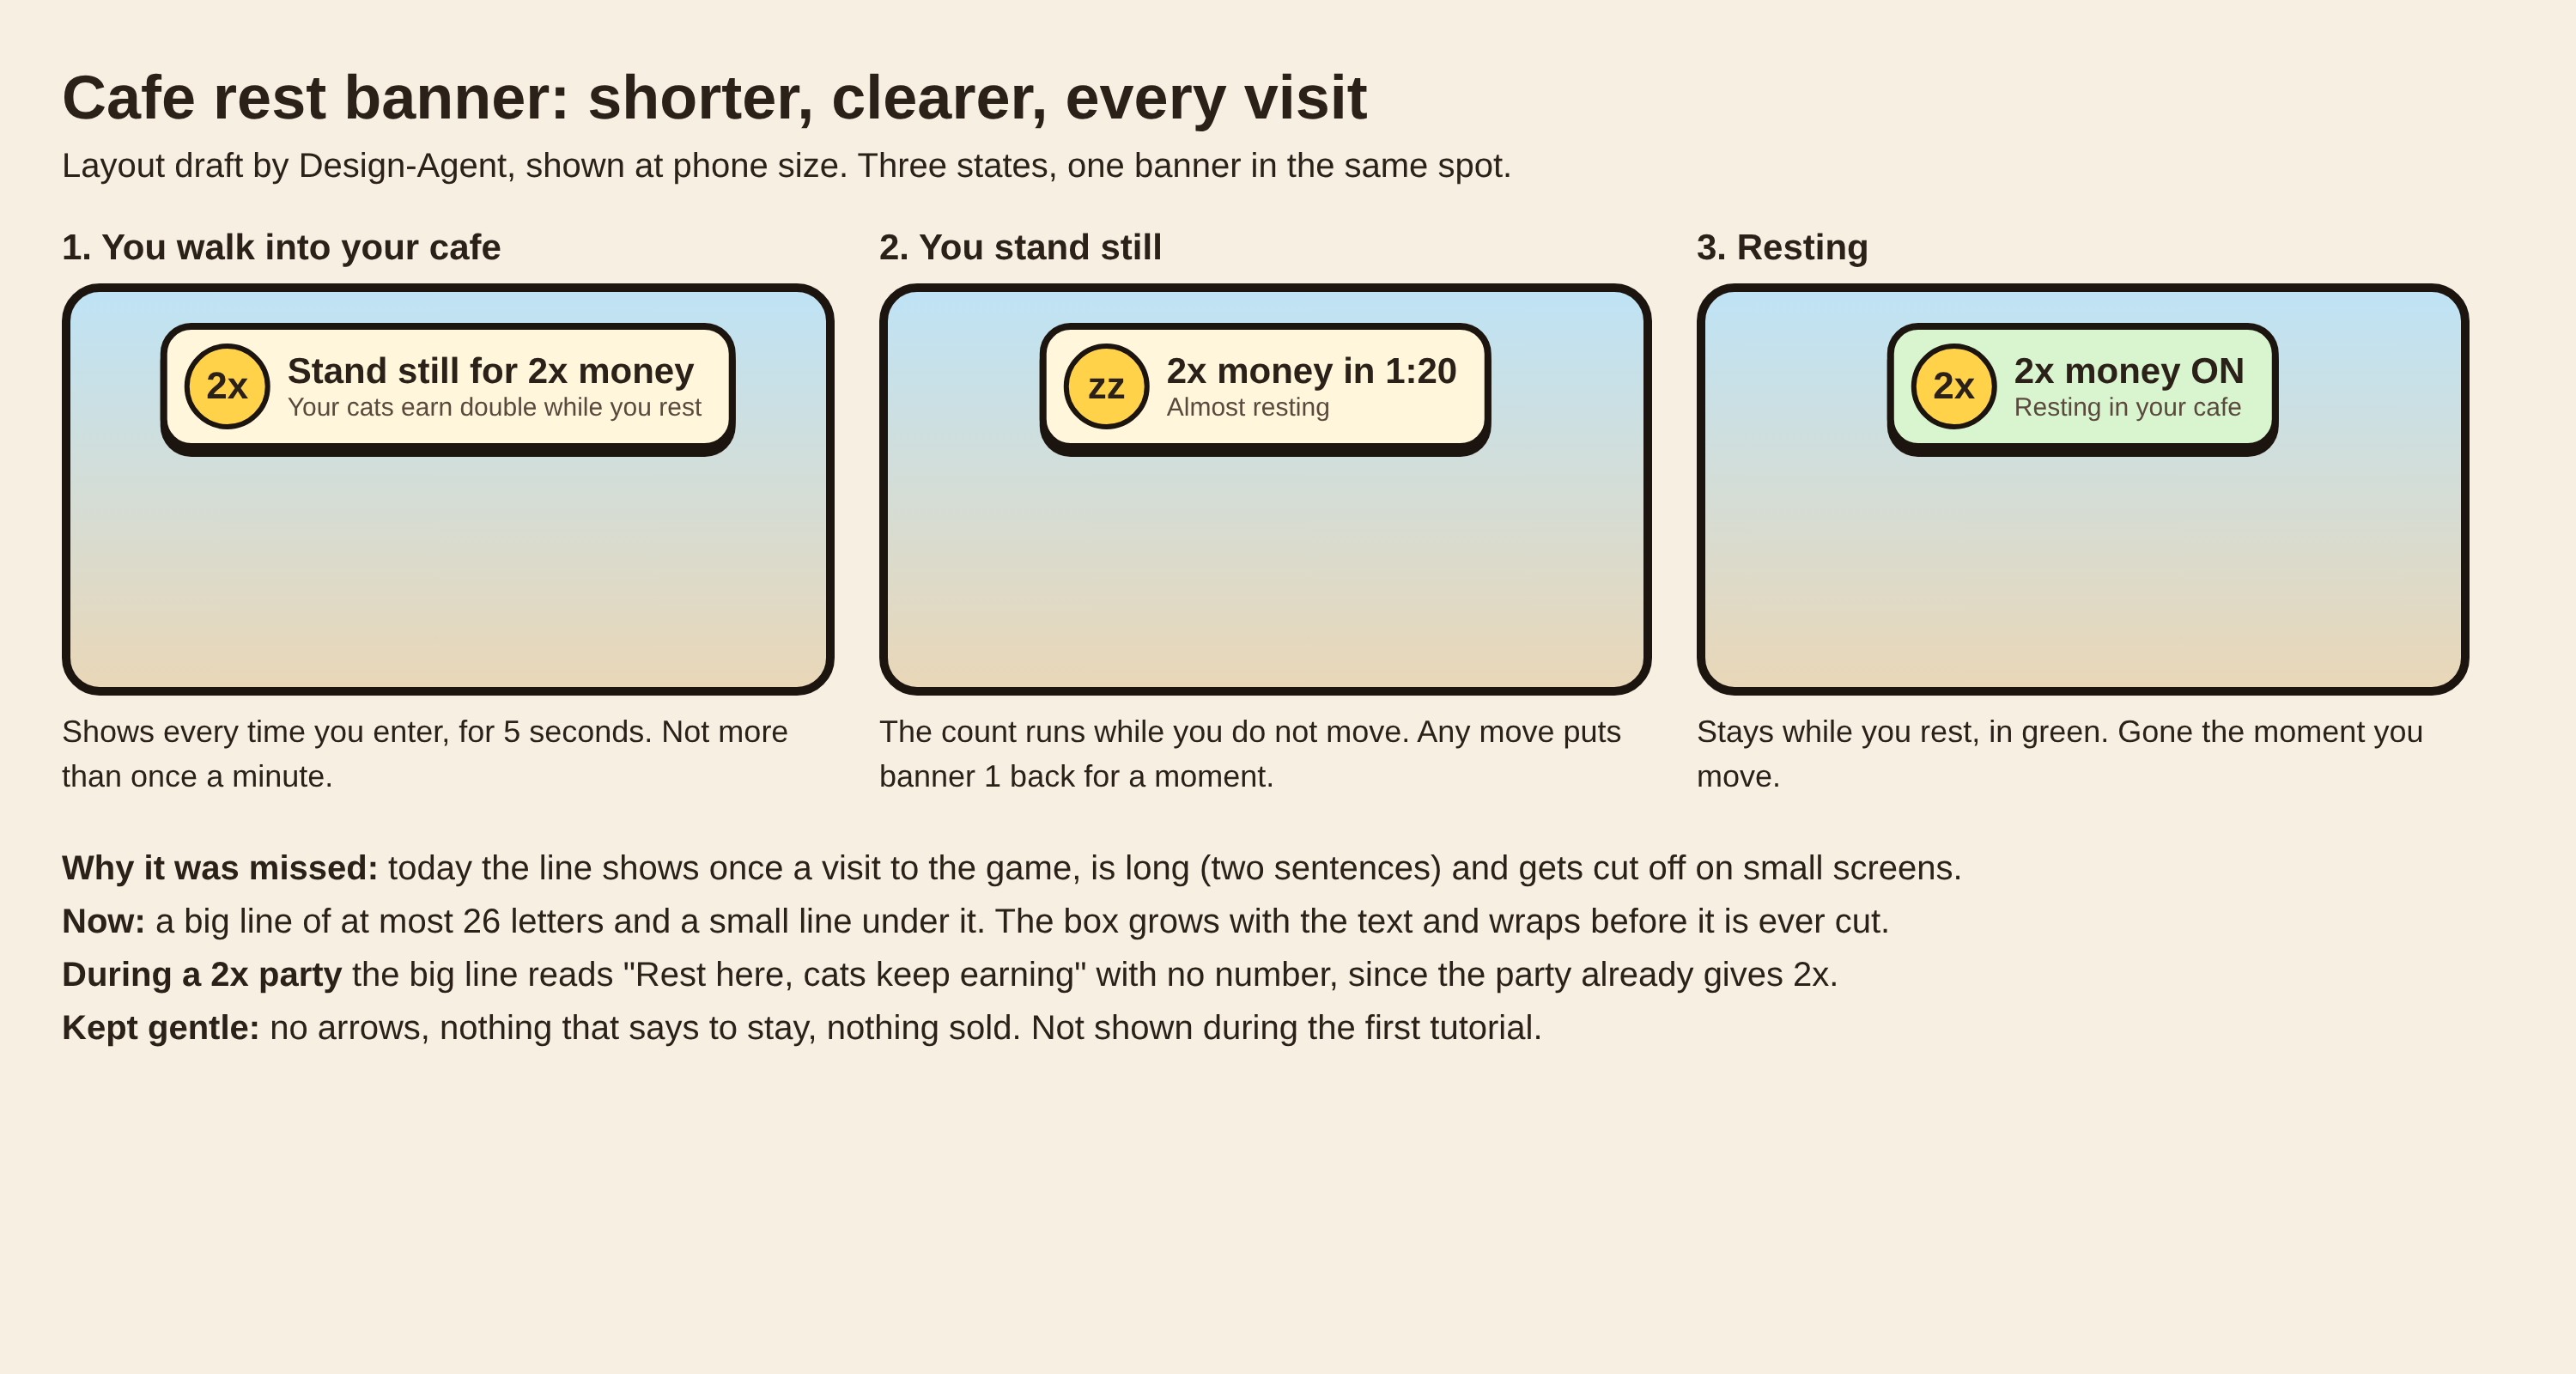 Cafe rest banner: shorter, clearer, every visit
Layout draft by Design-Agent, shown at phone size. Three states, one banner in the same spot.
1. You walk into your cafe
2x
Stand still for 2x money
Your cats earn double while you rest
Shows every time you enter, for 5 seconds. Not more
than once a minute.
2. You stand still
zz
2x money in 1:20
Almost resting
The count runs while you do not move. Any move puts
banner 1 back for a moment.
3. Resting
2x
2x money ON
Resting in your cafe
Stays while you rest, in green. Gone the moment you
move.
Why it was missed: today the line shows once a visit to the game, is long (two sentences) and gets cut off on small screens.
Now: a big line of at most 26 letters and a small line under it. The box grows with the text and wraps before it is ever cut.
During a 2x party the big line reads "Rest here, cats keep earning" with no number, since the party already gives 2x.
Kept gentle: no arrows, nothing that says to stay, nothing sold. Not shown during the first tutorial.